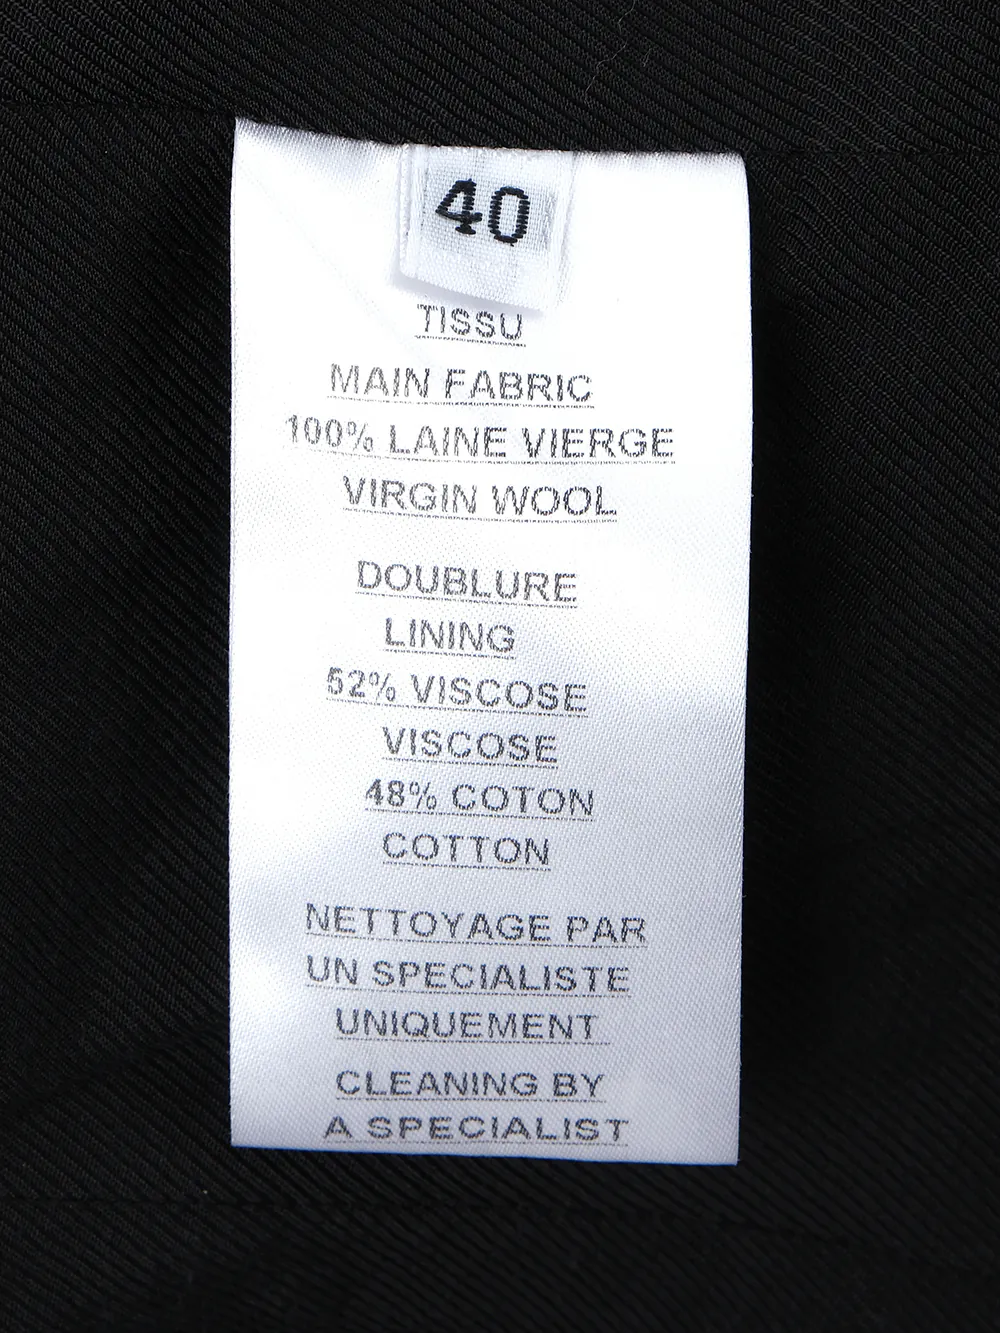 40
TISSU
MAIN FABRIC
100% LAINE VIERGE
VIRGIN WOOL
DOUBLURE
LINING
52% VISCOSE
VISCOSE
48% COTON
COTTON
NETTOYAGE PAR
UN SPECIALISTE
UNIQUEMENT
CLEANING BY
A SPECIALIST